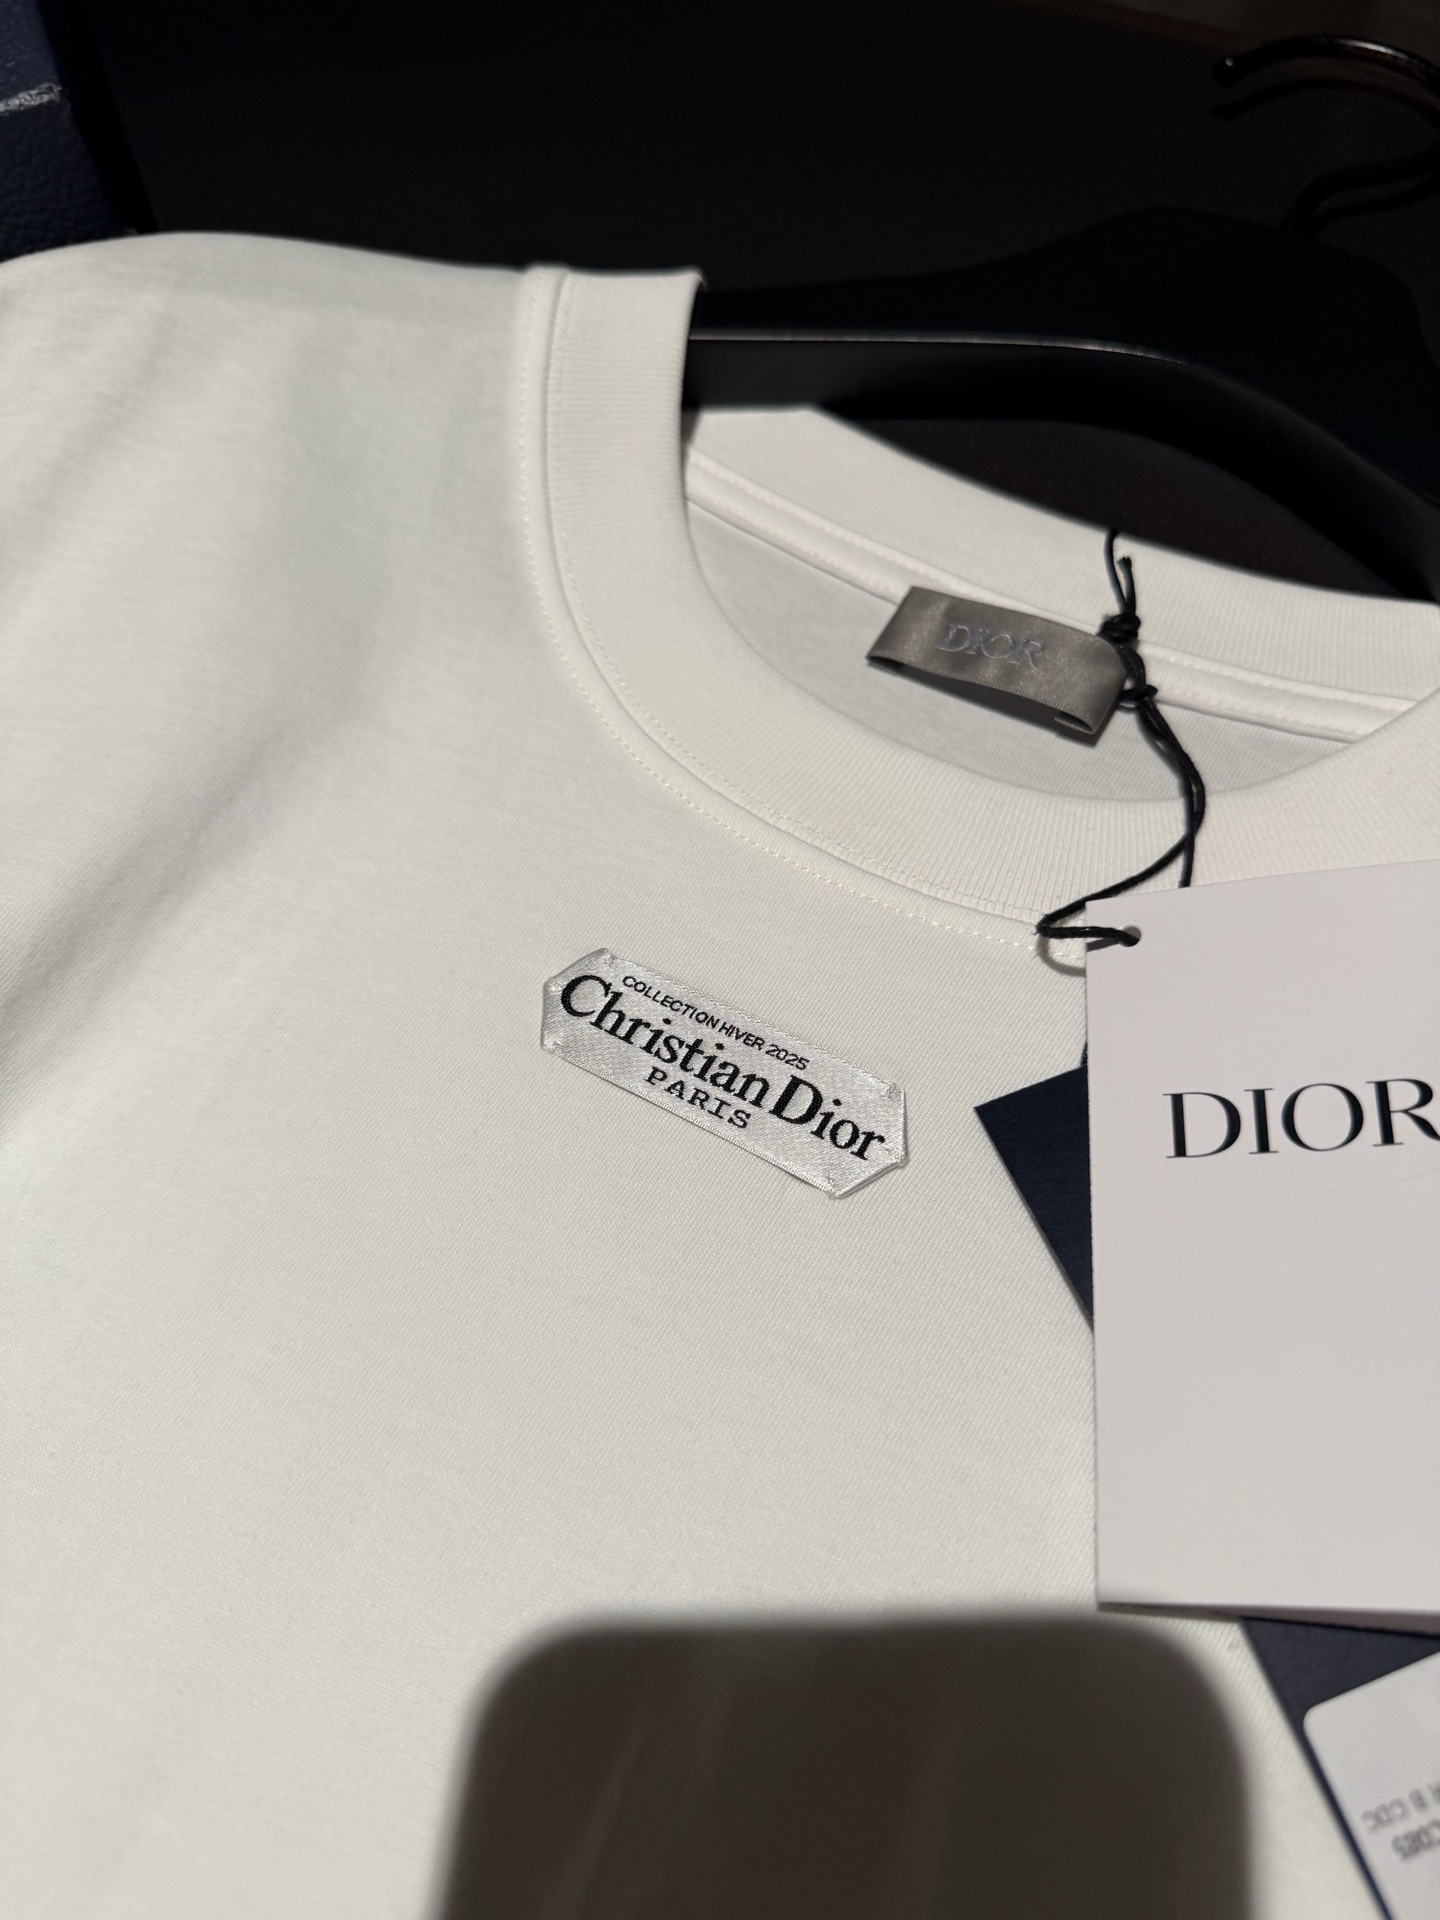 DIOR
COLLECTION HIVER 2025
Christian Dior
PARIS
DIOR